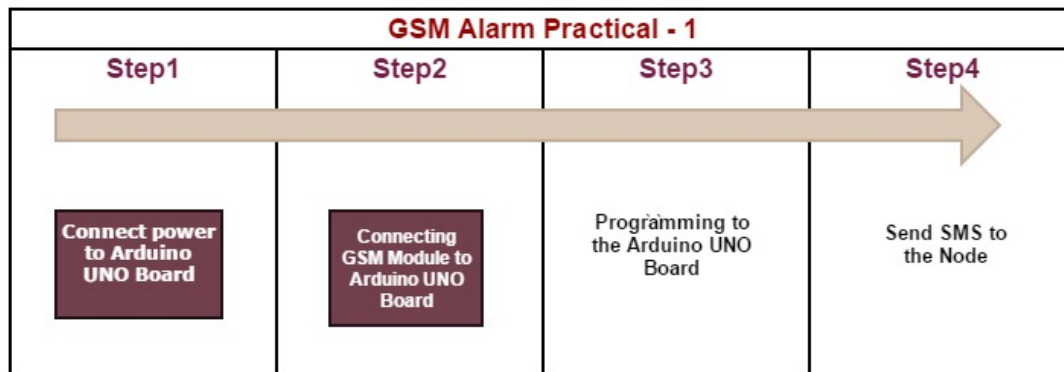 GSM Alarm Practical - 1
Step1
Step2
Step3
Step4
Connect power
to Arduino
UNO Board
Connecting
GSM Module to
Arduino UNO
Board
Programming to
the Arduino UNO
Board
Send SMS to
the Node